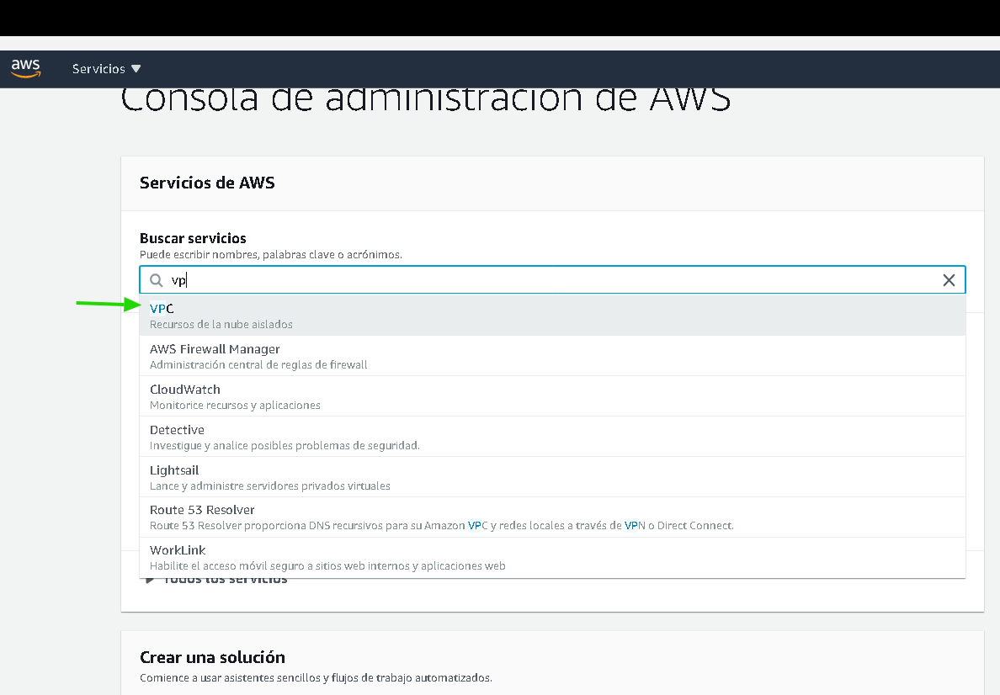 aws
Servicios
Consola de administración de AWS
Servicios de AWS
Buscar servicios
Puede escribir nombres, palabras clave o acrónimos.
vp
VPC
Recursos de la nube aislados
AWS Firewall Manager
Administración central de reglas de firewall
CloudWatch
Monitorice recursos y aplicaciones
Detective
Investigue y analice posibles problemas de seguridad.
Lightsail
Lance y administre servidores privados virtuales
Route 53 Resolver
Route 53 Resolver proporciona DNS recursivos para su Amazon VPC y redes locales a través de VPN o Direct Connect.
WorkLink
Habilite el acceso móvil seguro a sitios web internos y aplicaciones web
Todos los servicios
Crear una solución
Comience a usar asistentes sencillos y flujos de trabajo automatizados.